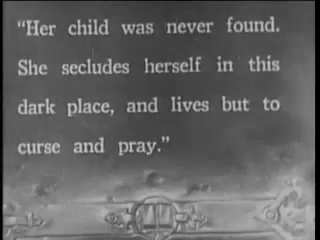 “Her child was never found.
She secludes herself in this
dark place, and lives but to
curse and pray.”